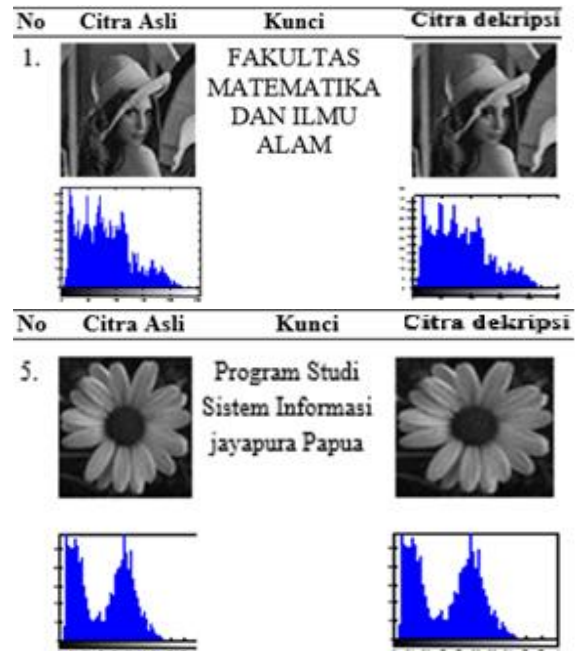 No Citra Asli Kunci Citra dekripsi
1. FAKULTAS
MATEMATIKA
DAN ILMU
ALAM
No Citra Asli Kunci Citra dekripsi
5. Program Studi
Sistem Informasi
jayapura Papua